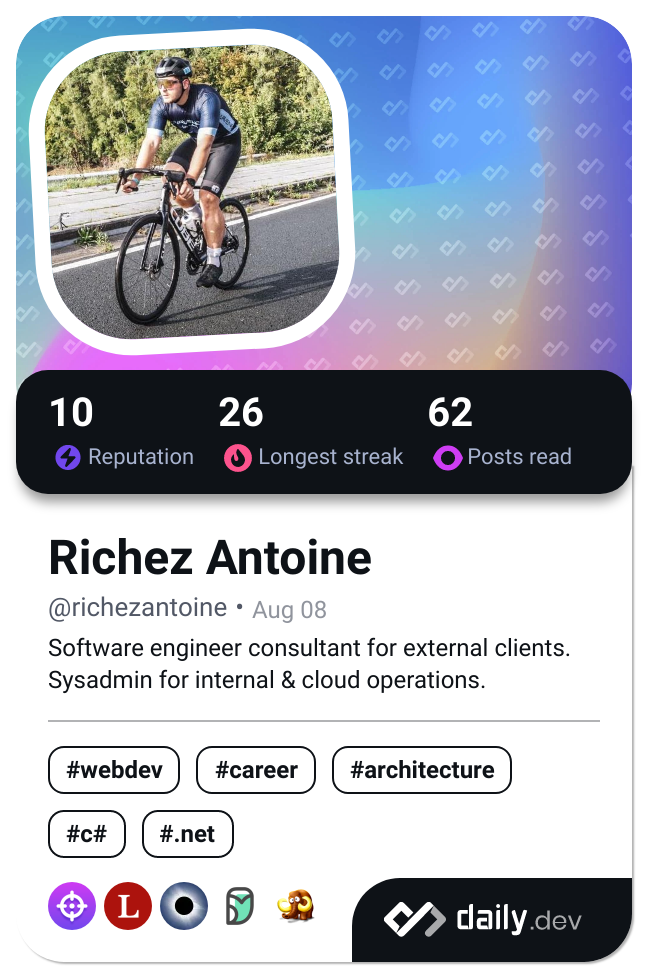 10 26 62
Reputation Longest streak Posts read
Richez Antoine
@richezantoine • Aug 08
Software engineer consultant for external clients.
Sysadmin for internal & cloud operations.
#webdev #career #architecture
#c# #.net
L
daily.dev